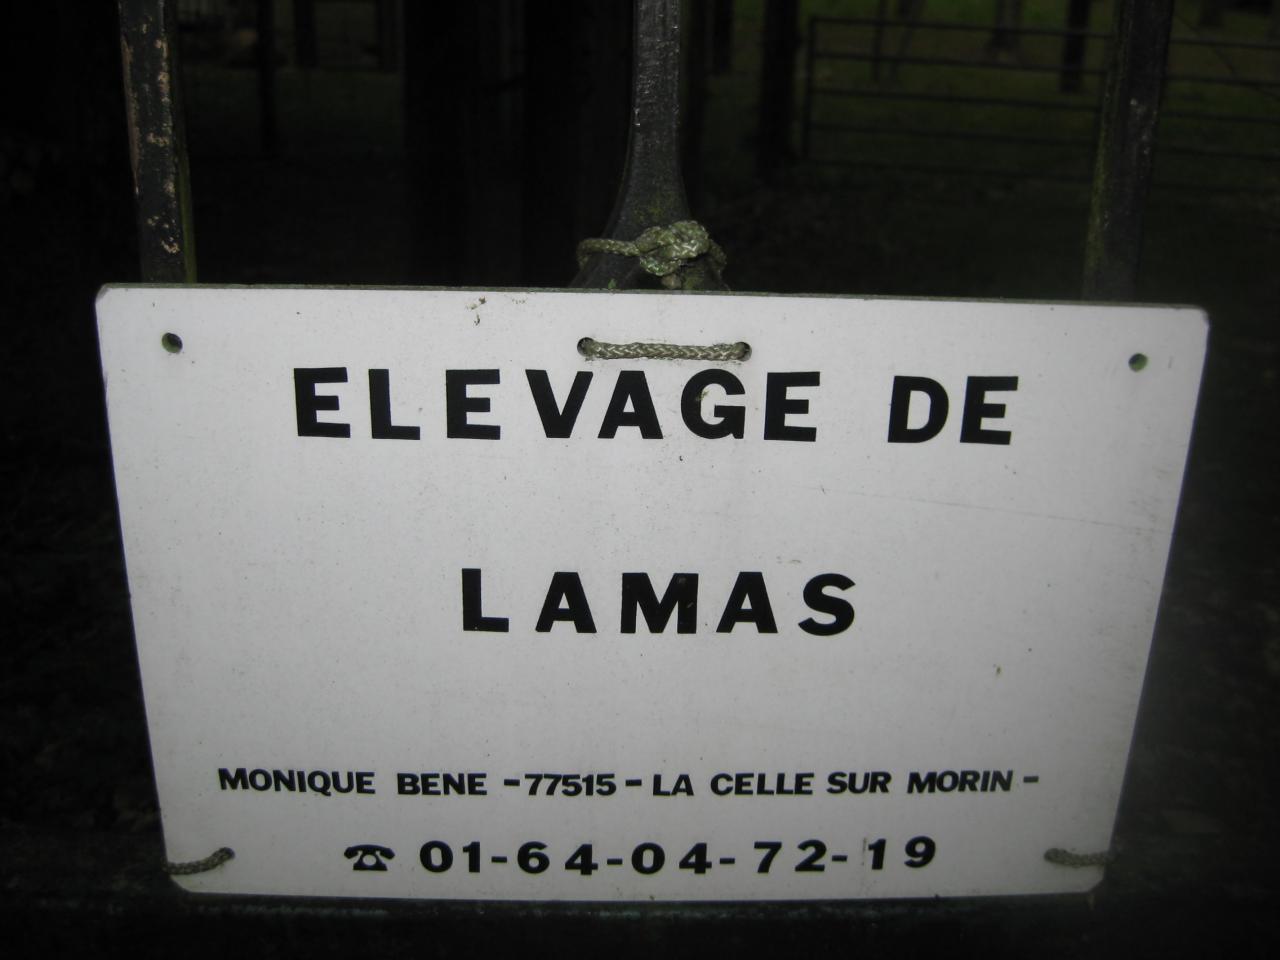 ELEVAGE DE
LAMAS
MONIQUE BENE -77515- LA CELLE SUR MORIN -
☎ 01-64-04-72-19